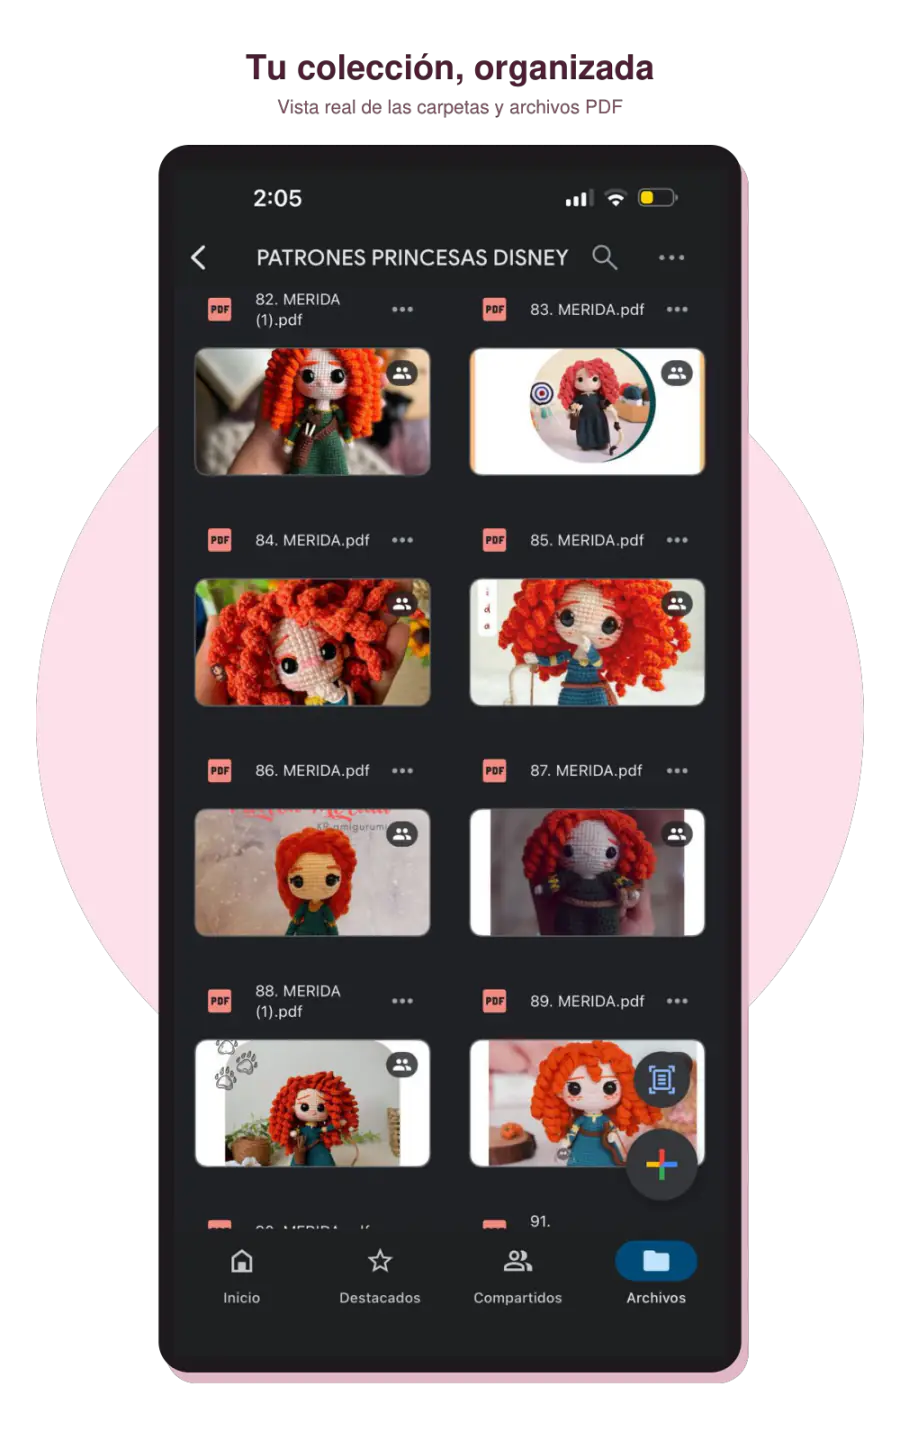 Tu colección, organizada
Vista real de las carpetas y archivos PDF
2:05
PATRONES PRINCESAS DISNEY
PDF
82. MERIDA
(1).pdf
PDF
83. MERIDA.pdf
PDF
84. MERIDA.pdf
PDF
85. MERIDA.pdf
PDF
86. MERIDA.pdf
PDF
87. MERIDA.pdf
KR-amigurumi
PDF
88. MERIDA
(1).pdf
PDF
89. MERIDA.pdf
91.
Inicio
Destacados
Compartidos
Archivos